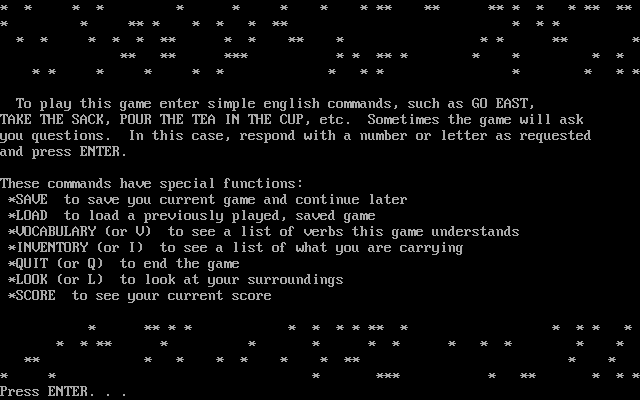 To play this game enter simple english commands, such as GO EAST,
TAKE THE SACK, POUR THE TEA IN THE CUP, etc.  Sometimes the game will ask
you questions.  In this case, respond with a number or letter as requested
and press ENTER.
These commands have special functions:
*SAVE  to save you current game and continue later
*LOAD  to load a previously played, saved game
*VOCABULARY (or V)  to see a list of verbs this game understands
*INVENTORY (or I)  to see a list of what you are carrying
*QUIT (or Q)  to end the game
*LOOK (or L)  to look at your surroundings
*SCORE  to see your current score
Press ENTER. . .